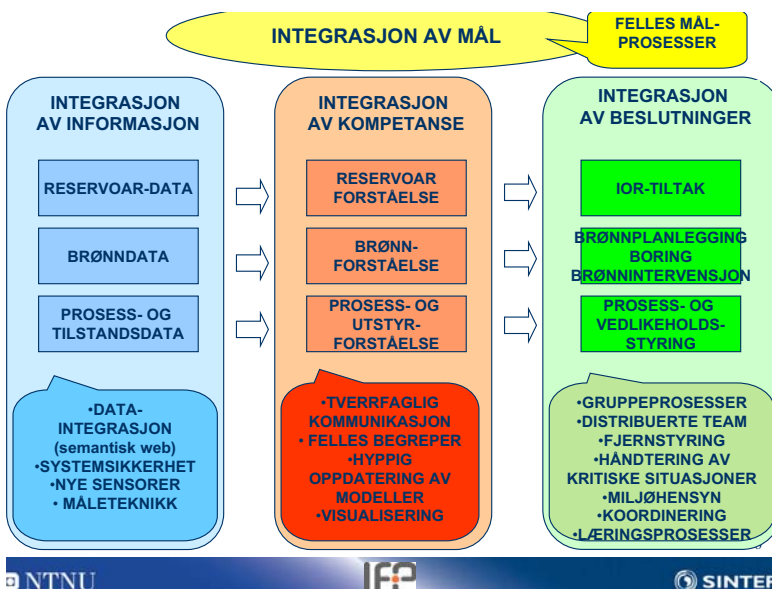 INTEGRASJON AV MÅL
FELLES MÅL-
PROSESSER
INTEGRASJON
AV INFORMASJON
RESERVOAR-DATA
BRØNNDATA
PROSESS- OG
TILSTANDSDATA
•DATA-
INTEGRASJON
(semantisk web)
•SYSTEMSIKKERHET
•NYE SENSORER
• MÅLETEKNIKK
INTEGRASJON
AV KOMPETANSE
RESERVOAR
FORSTÅELSE
BRØNN-
FORSTÅELSE
PROSESS- OG
UTSTYR-
FORSTÅELSE
•TVERRFAGLIG
KOMMUNIKASJON
• FELLES BEGREPER
•HYPPIG
OPPDATERING AV
MODELLER
•VISUALISERING
INTEGRASJON
AV BESLUTNINGER
IOR-TILTAK
BRØNNPLANLEGGING
BORING
BRØNNINTERVENSJON
PROSESS- OG
VEDLIKEHOLDS-
STYRING
•GRUPPEPROSESSER
•DISTRIBUERTE TEAM
•FJERNSTYRING
•HÅNDTERING AV
KRITISKE SITUASJONER
•MILJØHENSYN
•KOORDINERING
•LÆRINGSPROSESSER
NTNU
IFE
SINTEF